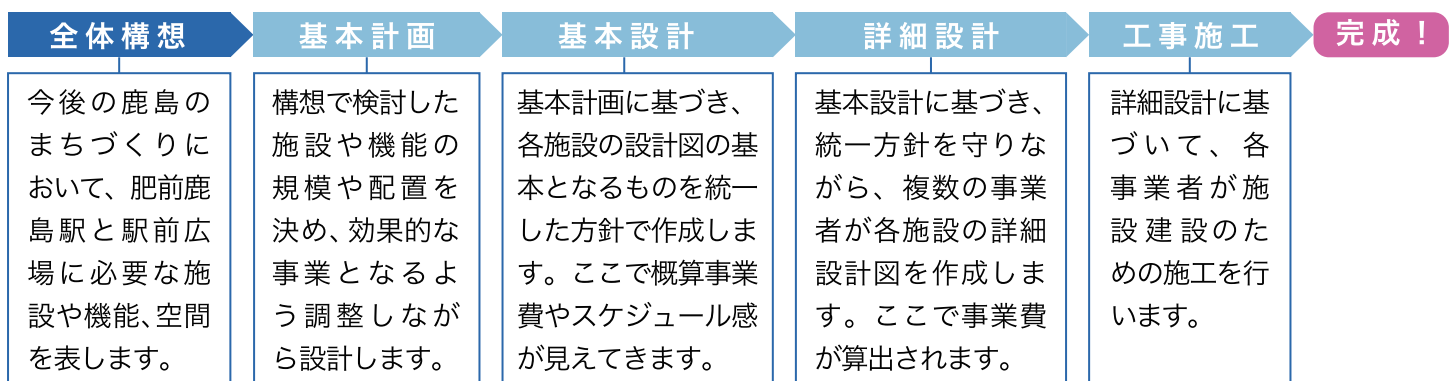 全体構想
今後の鹿島の
まちづくりに
おいて、肥前鹿
島駅と駅前広
場に必要な施
設や機能、空間
を表します。
基本計画
構想で検討した
施設や機能の
規模や配置を
決め、効果的な
事業となるよ
う調整しなが
ら設計します。
基本設計
基本計画に基づき、
各施設の設計図の基
本となるものを統一
した方針で作成しま
す。ここで概算事業
費やスケジュール感
が見えてきます。
詳細設計
基本設計に基づき、
統一方針を守りな
がら、複数の事業
者が各施設の詳細
設計図を作成しま
す。ここで事業費
が算出されます。
工事施工
詳細設計に基
づいて、各
事業者が施
設建設のた
めの施工を行
います。
完成！